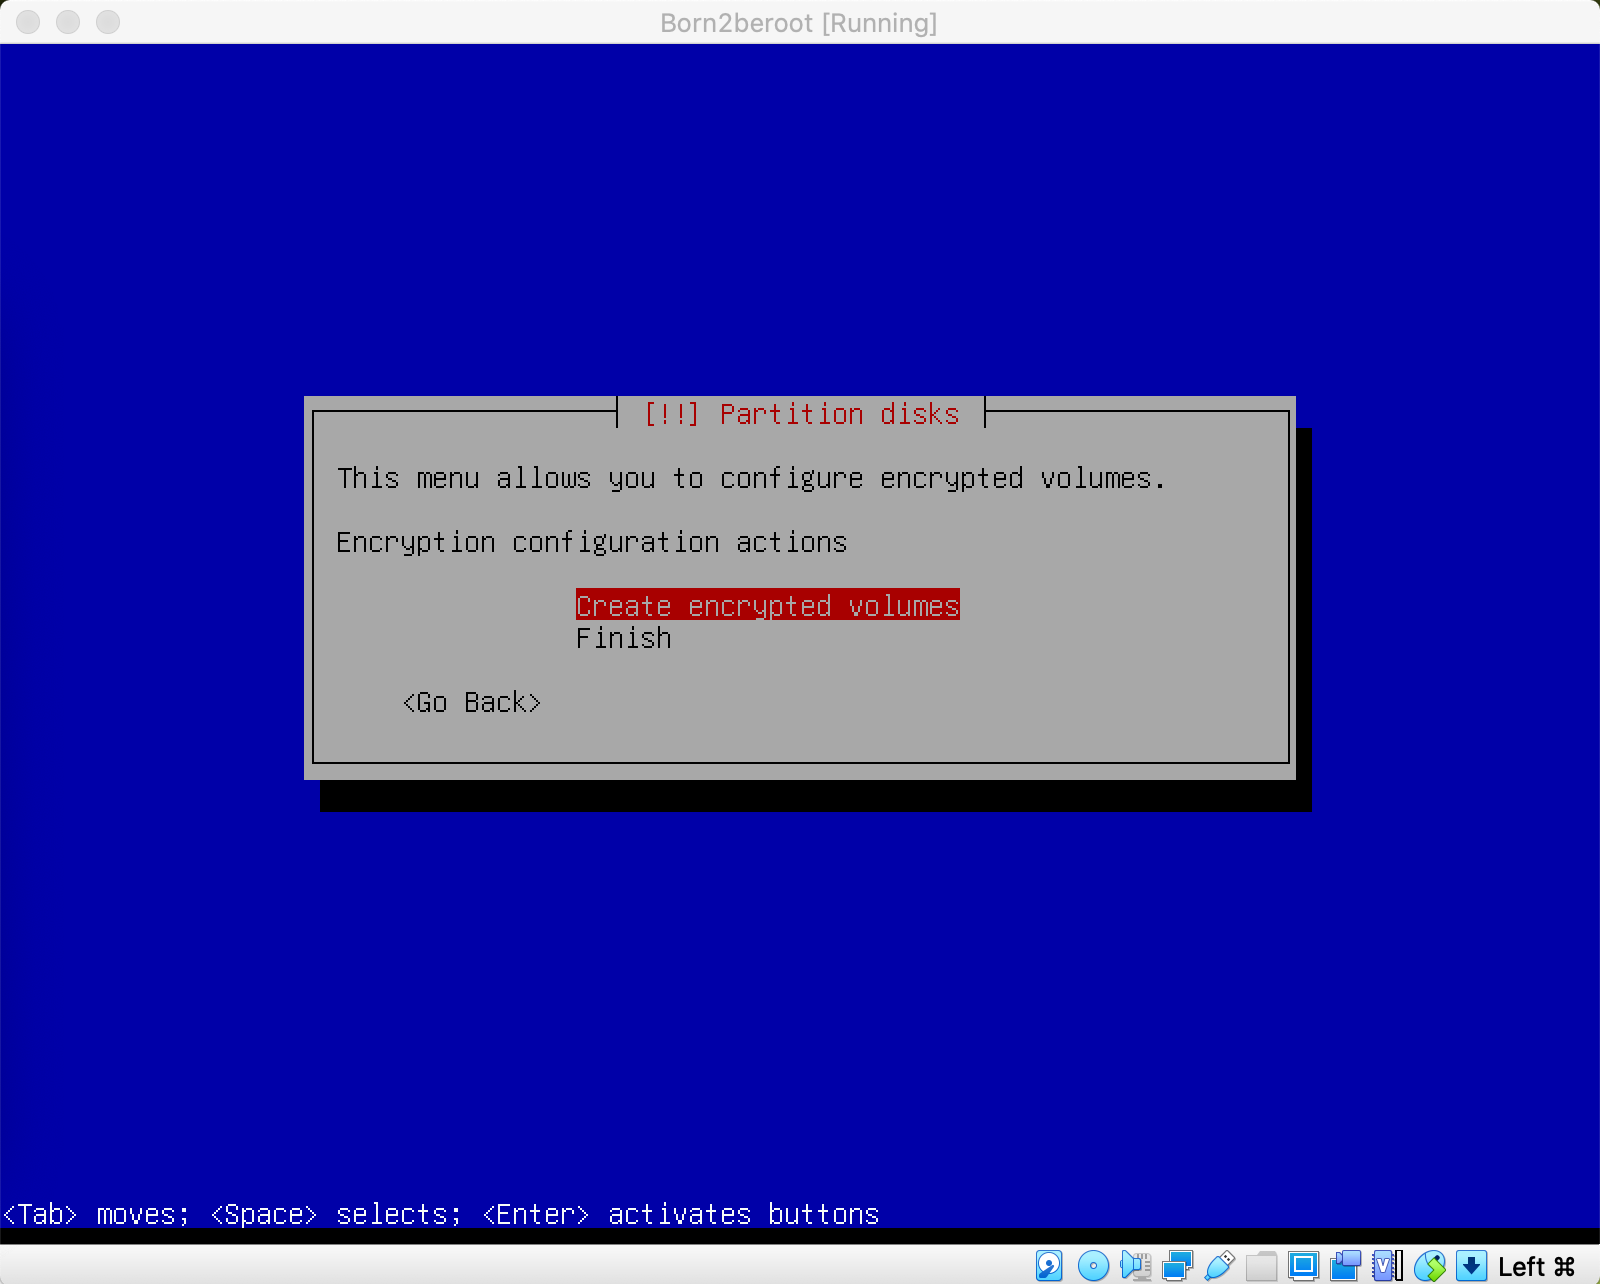 Born2beroot [Running]
[!!] Partition disks
This menu allows you to configure encrypted volumes.
Encryption configuration actions
Create encrypted volumes
Finish
<Go Back>
<Tab> moves; <Space> selects; <Enter> activates buttons
V
Left ⌘